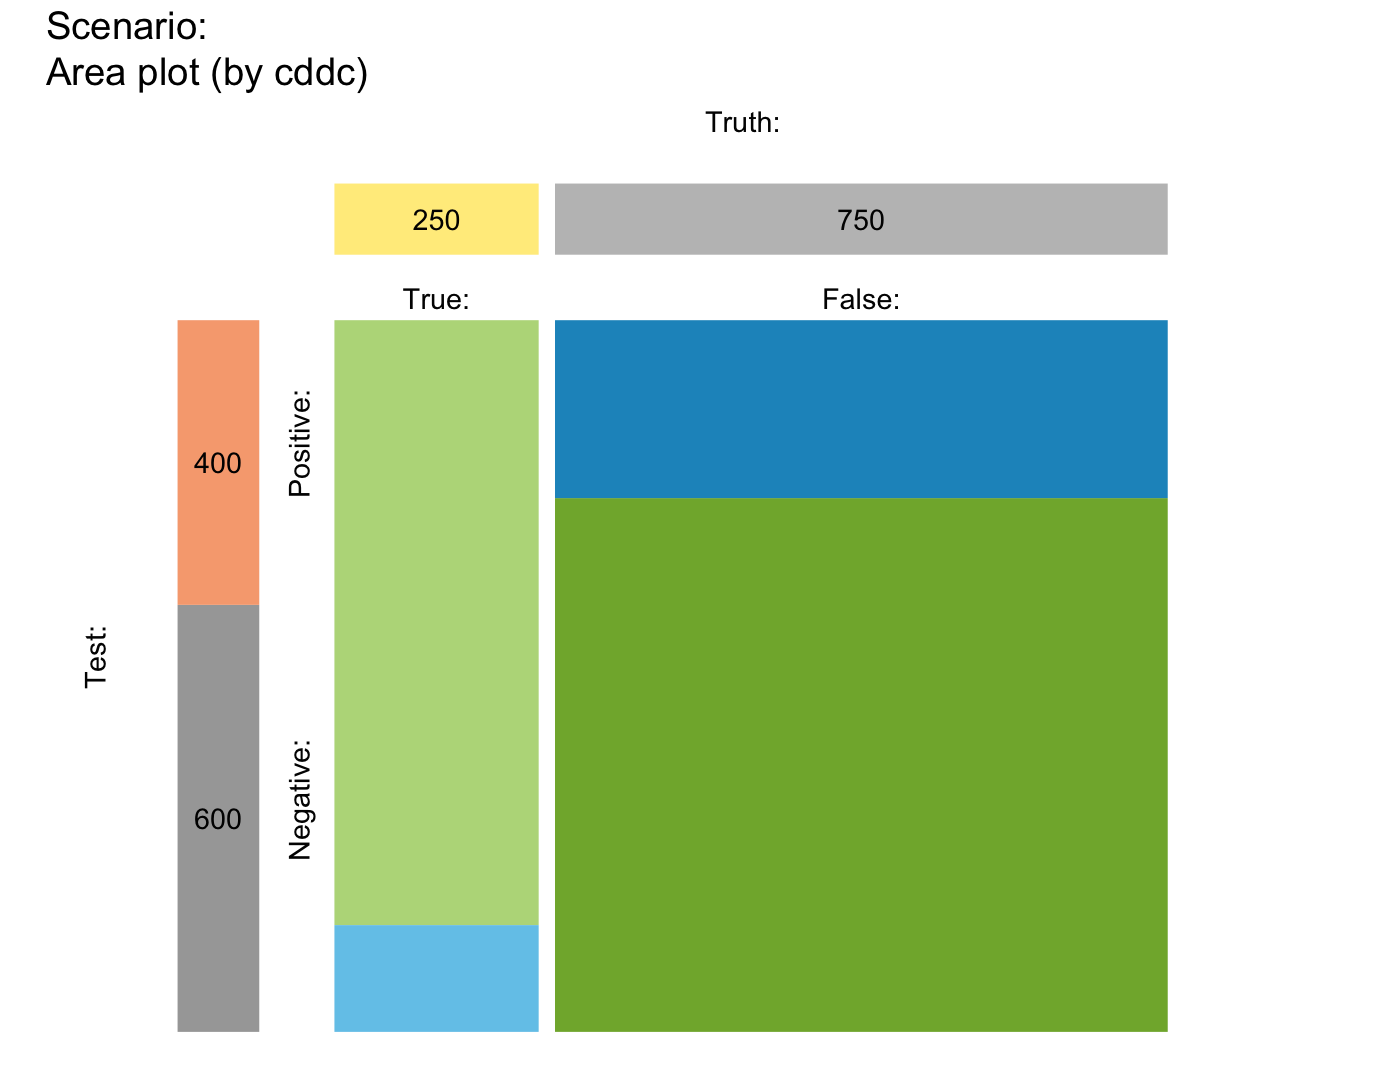 Scenario:
Area plot (by cddc)
Truth:
250
750
True:
False:
Test:
400
600
Positive:
Negative: